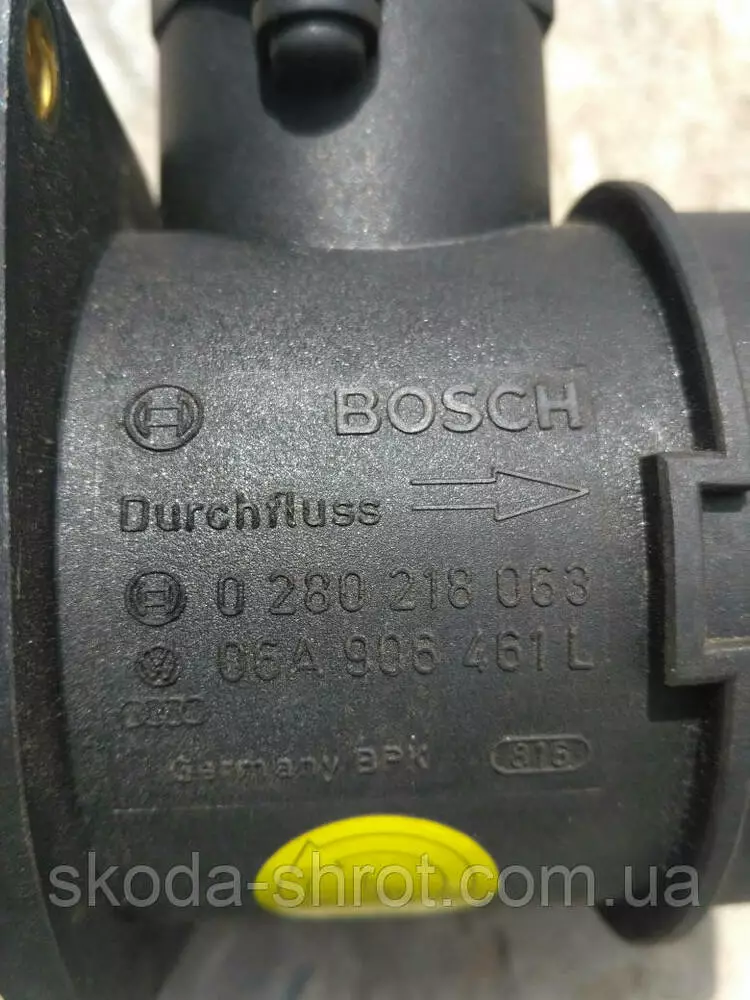 BOSCH
Durchfluss
0 280 218 063
06A 906 461 L
Germany BPK 815
skoda-shrot.com.ua